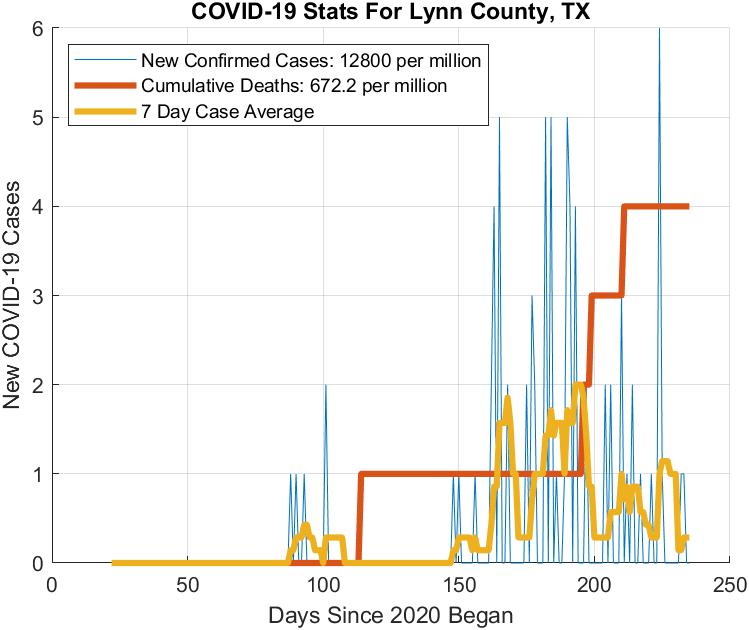 COVID-19 Stats For Lynn County, TX
New Confirmed Cases: 12800 per million
Cumulative Deaths: 672.2 per million
7 Day Case Average
New COVID-19 Cases
6
5
4
3
2
1
0
0 50 100 150 200 250
Days Since 2020 Began